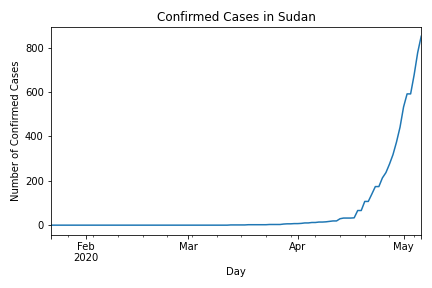 Confirmed Cases in Sudan
Number of Confirmed Cases
800
600
400
200
0
Feb
2020
Mar
Apr
May
Day